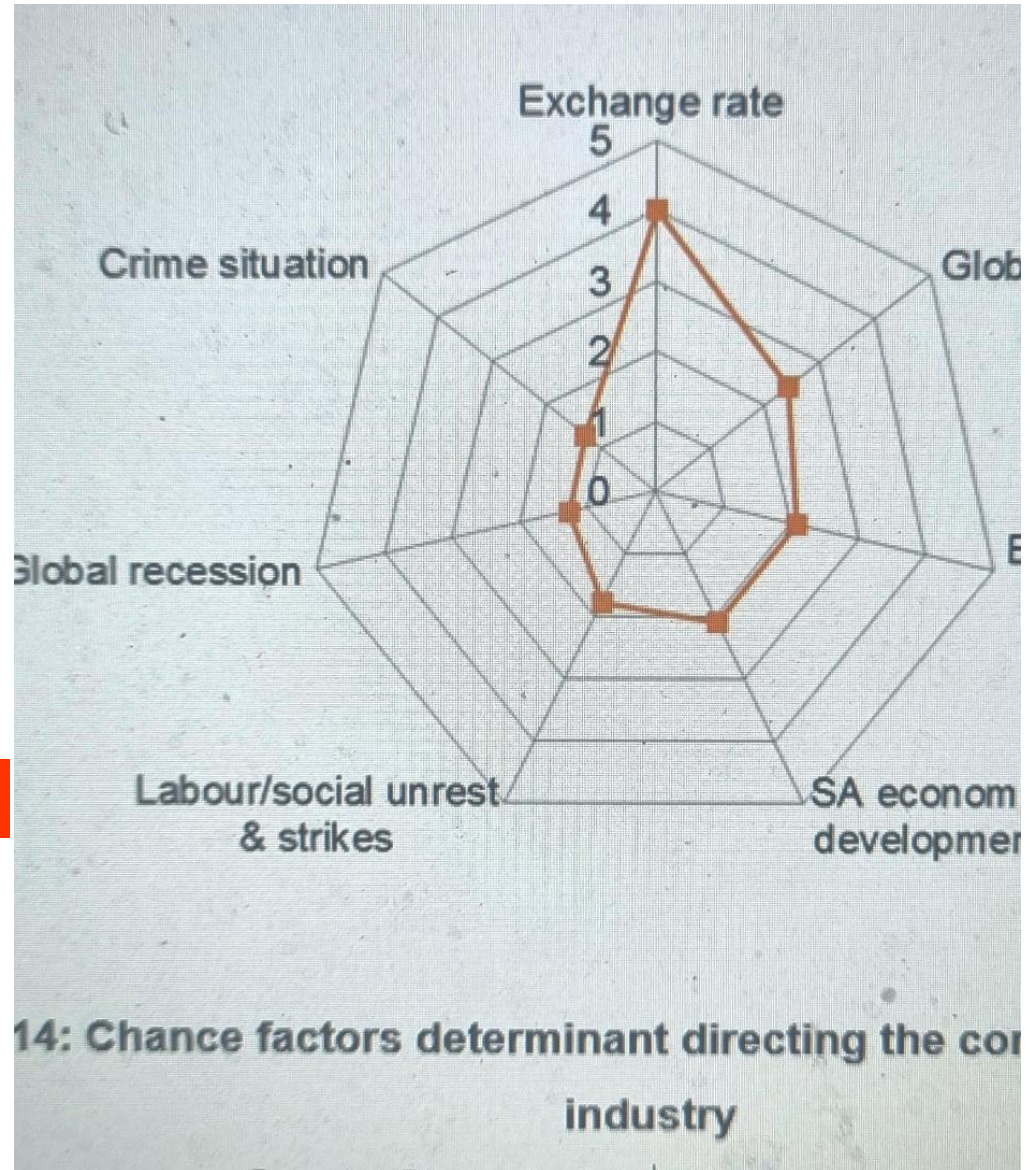 Exchange rate
5
4
Crime situation
Glob
3
2
1
0
E
Global recession
Labour/social unrest
& strikes
SA econom
developmer
14: Chance factors determinant directing the cor
industry